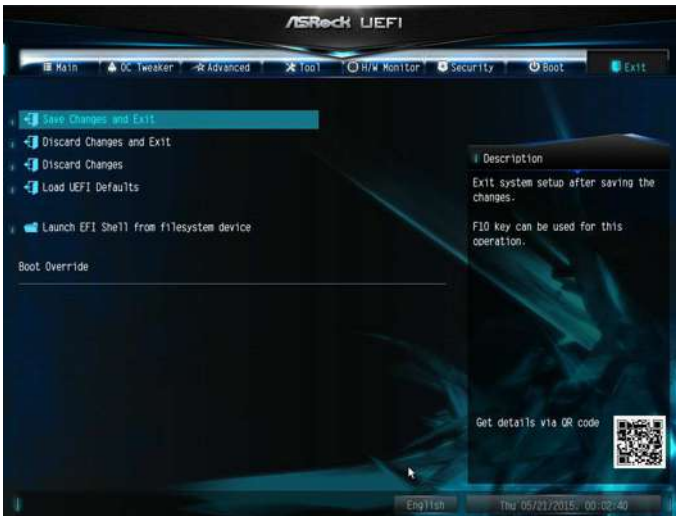 ASRock UEFI
Main OC Tweaker Advanced Tool H/W Monitor Security Boot Exit
Save Changes and Exit
Discard Changes and Exit
Discard Changes
Load UEFI Defaults
Launch EFI Shell from filesystem device
Boot Override
Description
Exit system setup after saving the
changes.
F10 key can be used for this
operation.
Get details via QR code
English Thu 05/21/2015. 00:02:40